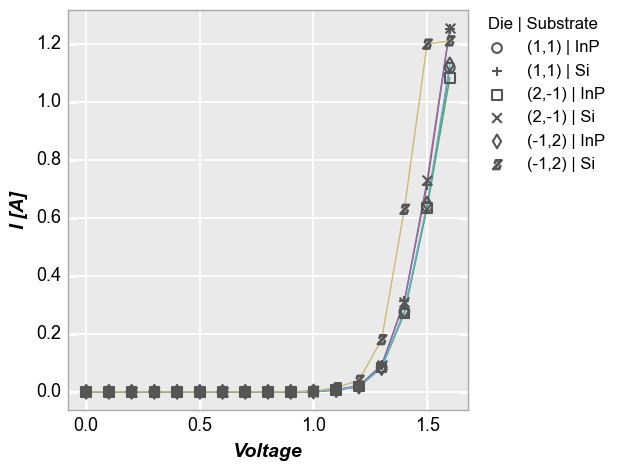 Die | Substrate
(1,1) | InP
(1,1) | Si
(2,-1) | InP
(2,-1) | Si
(-1,2) | InP
(-1,2) | Si
I [A]
1.2
1.0
0.8
0.6
0.4
0.2
0.0
0.0 0.5 1.0 1.5
Voltage